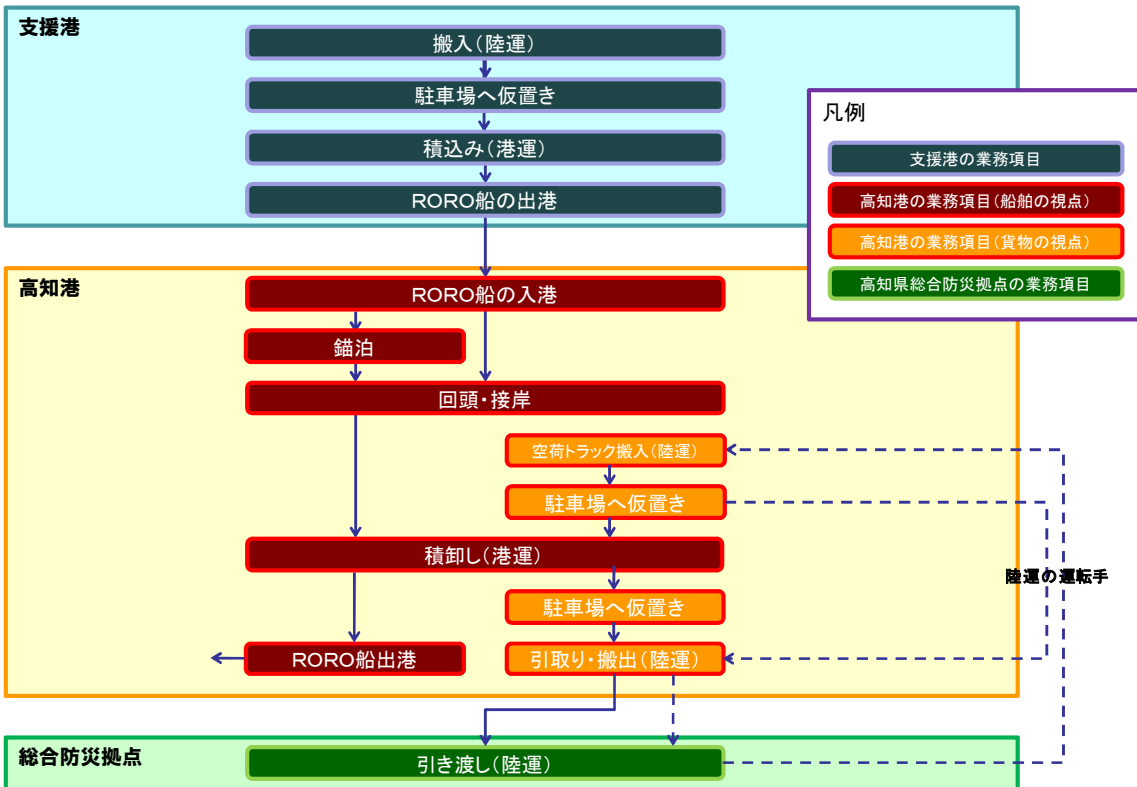 支援港
搬入(陸運)
駐車場へ仮置き
積込み(港運)
RORO船の出港
凡例
支援港の業務項目
高知港の業務項目(船舶の視点)
高知港の業務項目(貨物の視点)
高知県総合防災拠点の業務項目
高知港
RORO船の入港
錨泊
回頭・接岸
空荷トラック搬入(陸運)
駐車場へ仮置き
積卸し(港運)
陸運の運転手
駐車場へ仮置き
RORO船出港
引取り・搬出(陸運)
総合防災拠点
引き渡し(陸運)